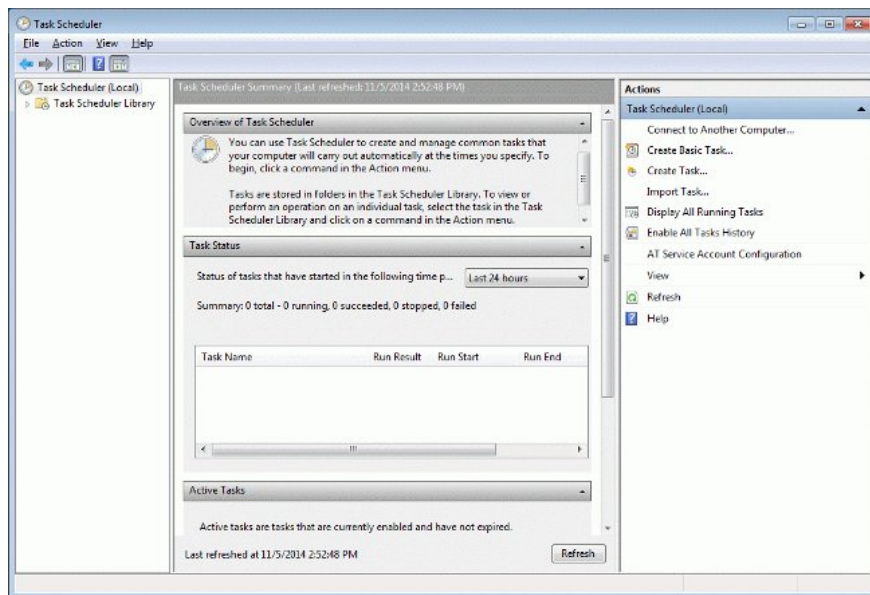 Task Scheduler
File Action View Help
Task Scheduler (Local)
Task Scheduler Library
Task Scheduler Summary (Last refreshed: 11/5/2014 2:52:48 PM)
Overview of Task Scheduler
You can use Task Scheduler to create and manage common tasks that
your computer will carry out automatically at the times you specify. To
begin, click a command in the Action menu.
Tasks are stored in folders in the Task Scheduler Library. To view or
perform an operation on an individual task, select the task in the Task
Scheduler Library and click on a command in the Action menu.
Task Status
Status of tasks that have started in the following time p... Last 24 hours
Summary: 0 total - 0 running, 0 succeeded, 0 stopped, 0 failed
Task Name Run Result Run Start Run End
Active Tasks
Active tasks are tasks that are currently enabled and have not expired.
Last refreshed at 11/5/2014 2:52:48 PM Refresh
Actions
Task Scheduler (Local)
Connect to Another Computer...
Create Basic Task...
Create Task...
Import Task...
Display All Running Tasks
Enable All Tasks History
AT Service Account Configuration
View
Refresh
Help